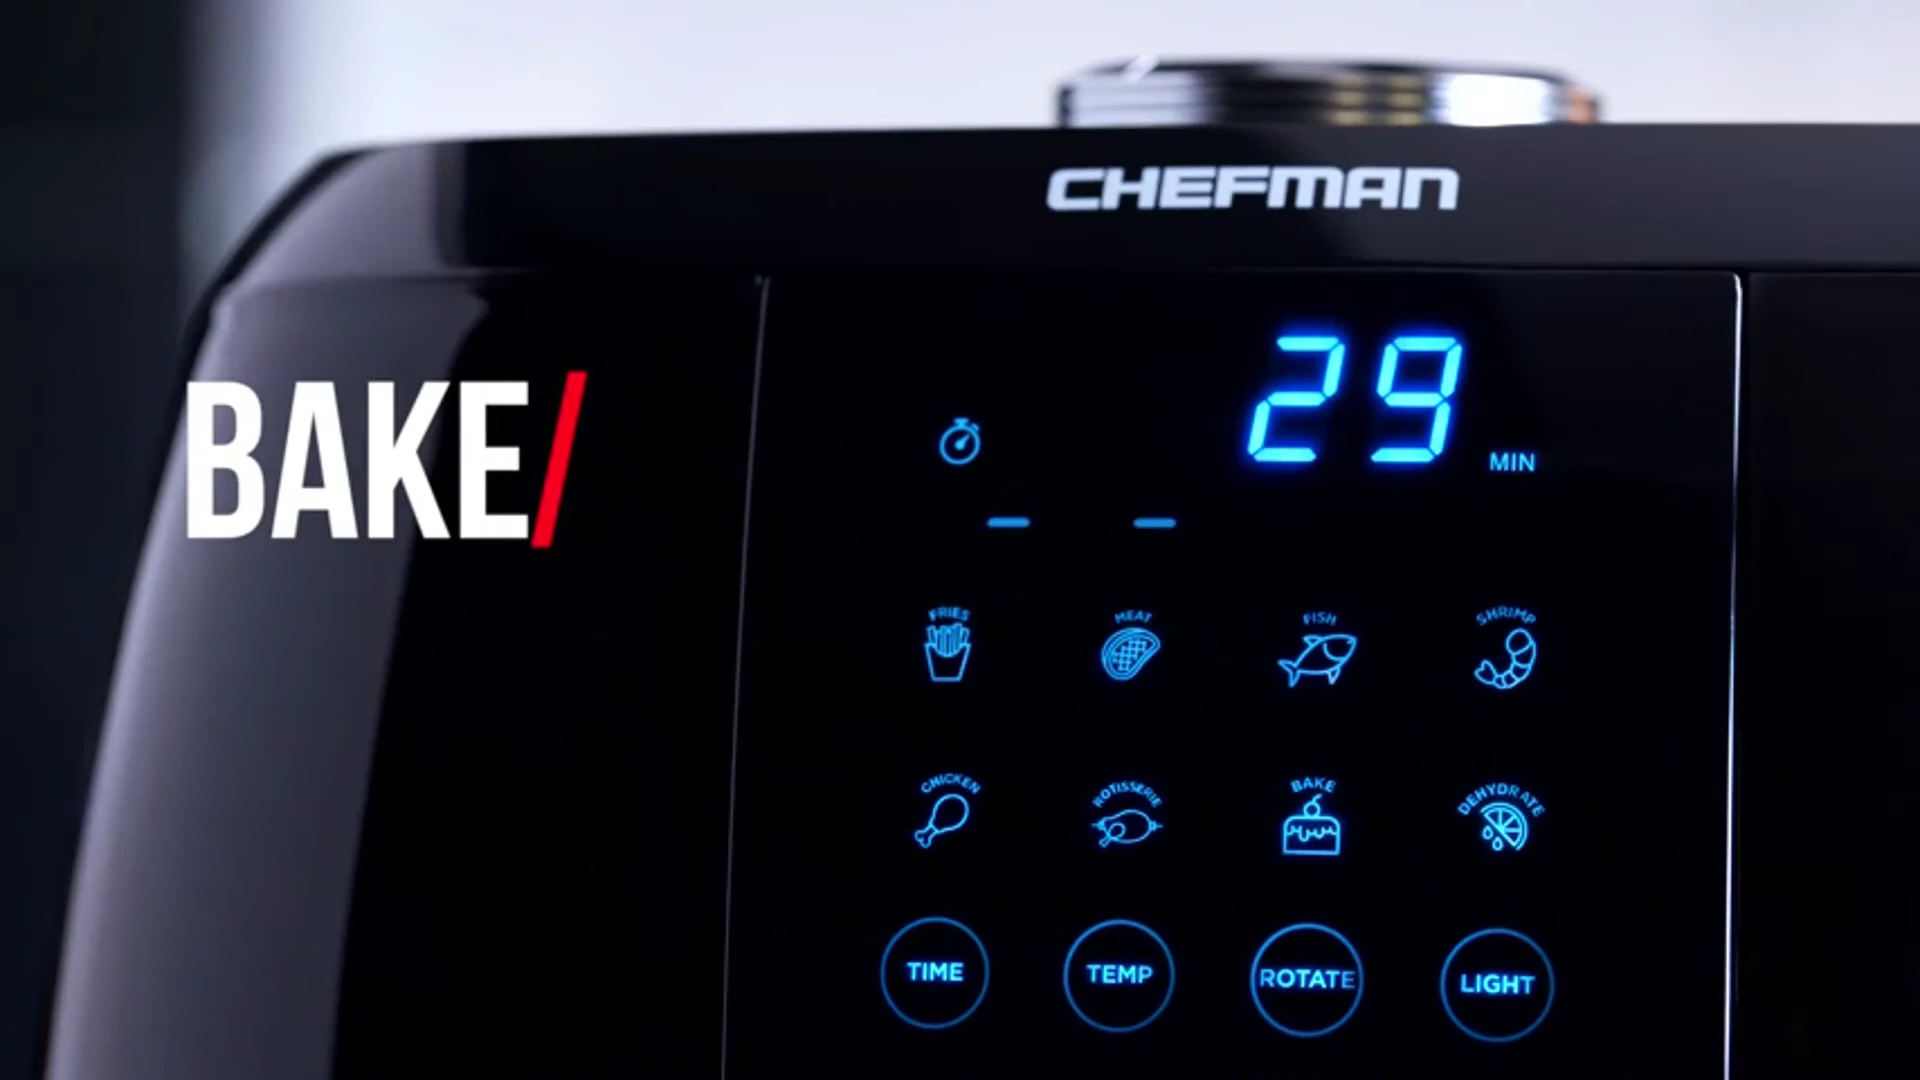 CHEFMAN
BAKE/
29 MIN
FRIES MEAT FISH SHRIMP
CHICKEN ROTISSERIE BAKE DEHYDRATE
TIME TEMP ROTATE LIGHT